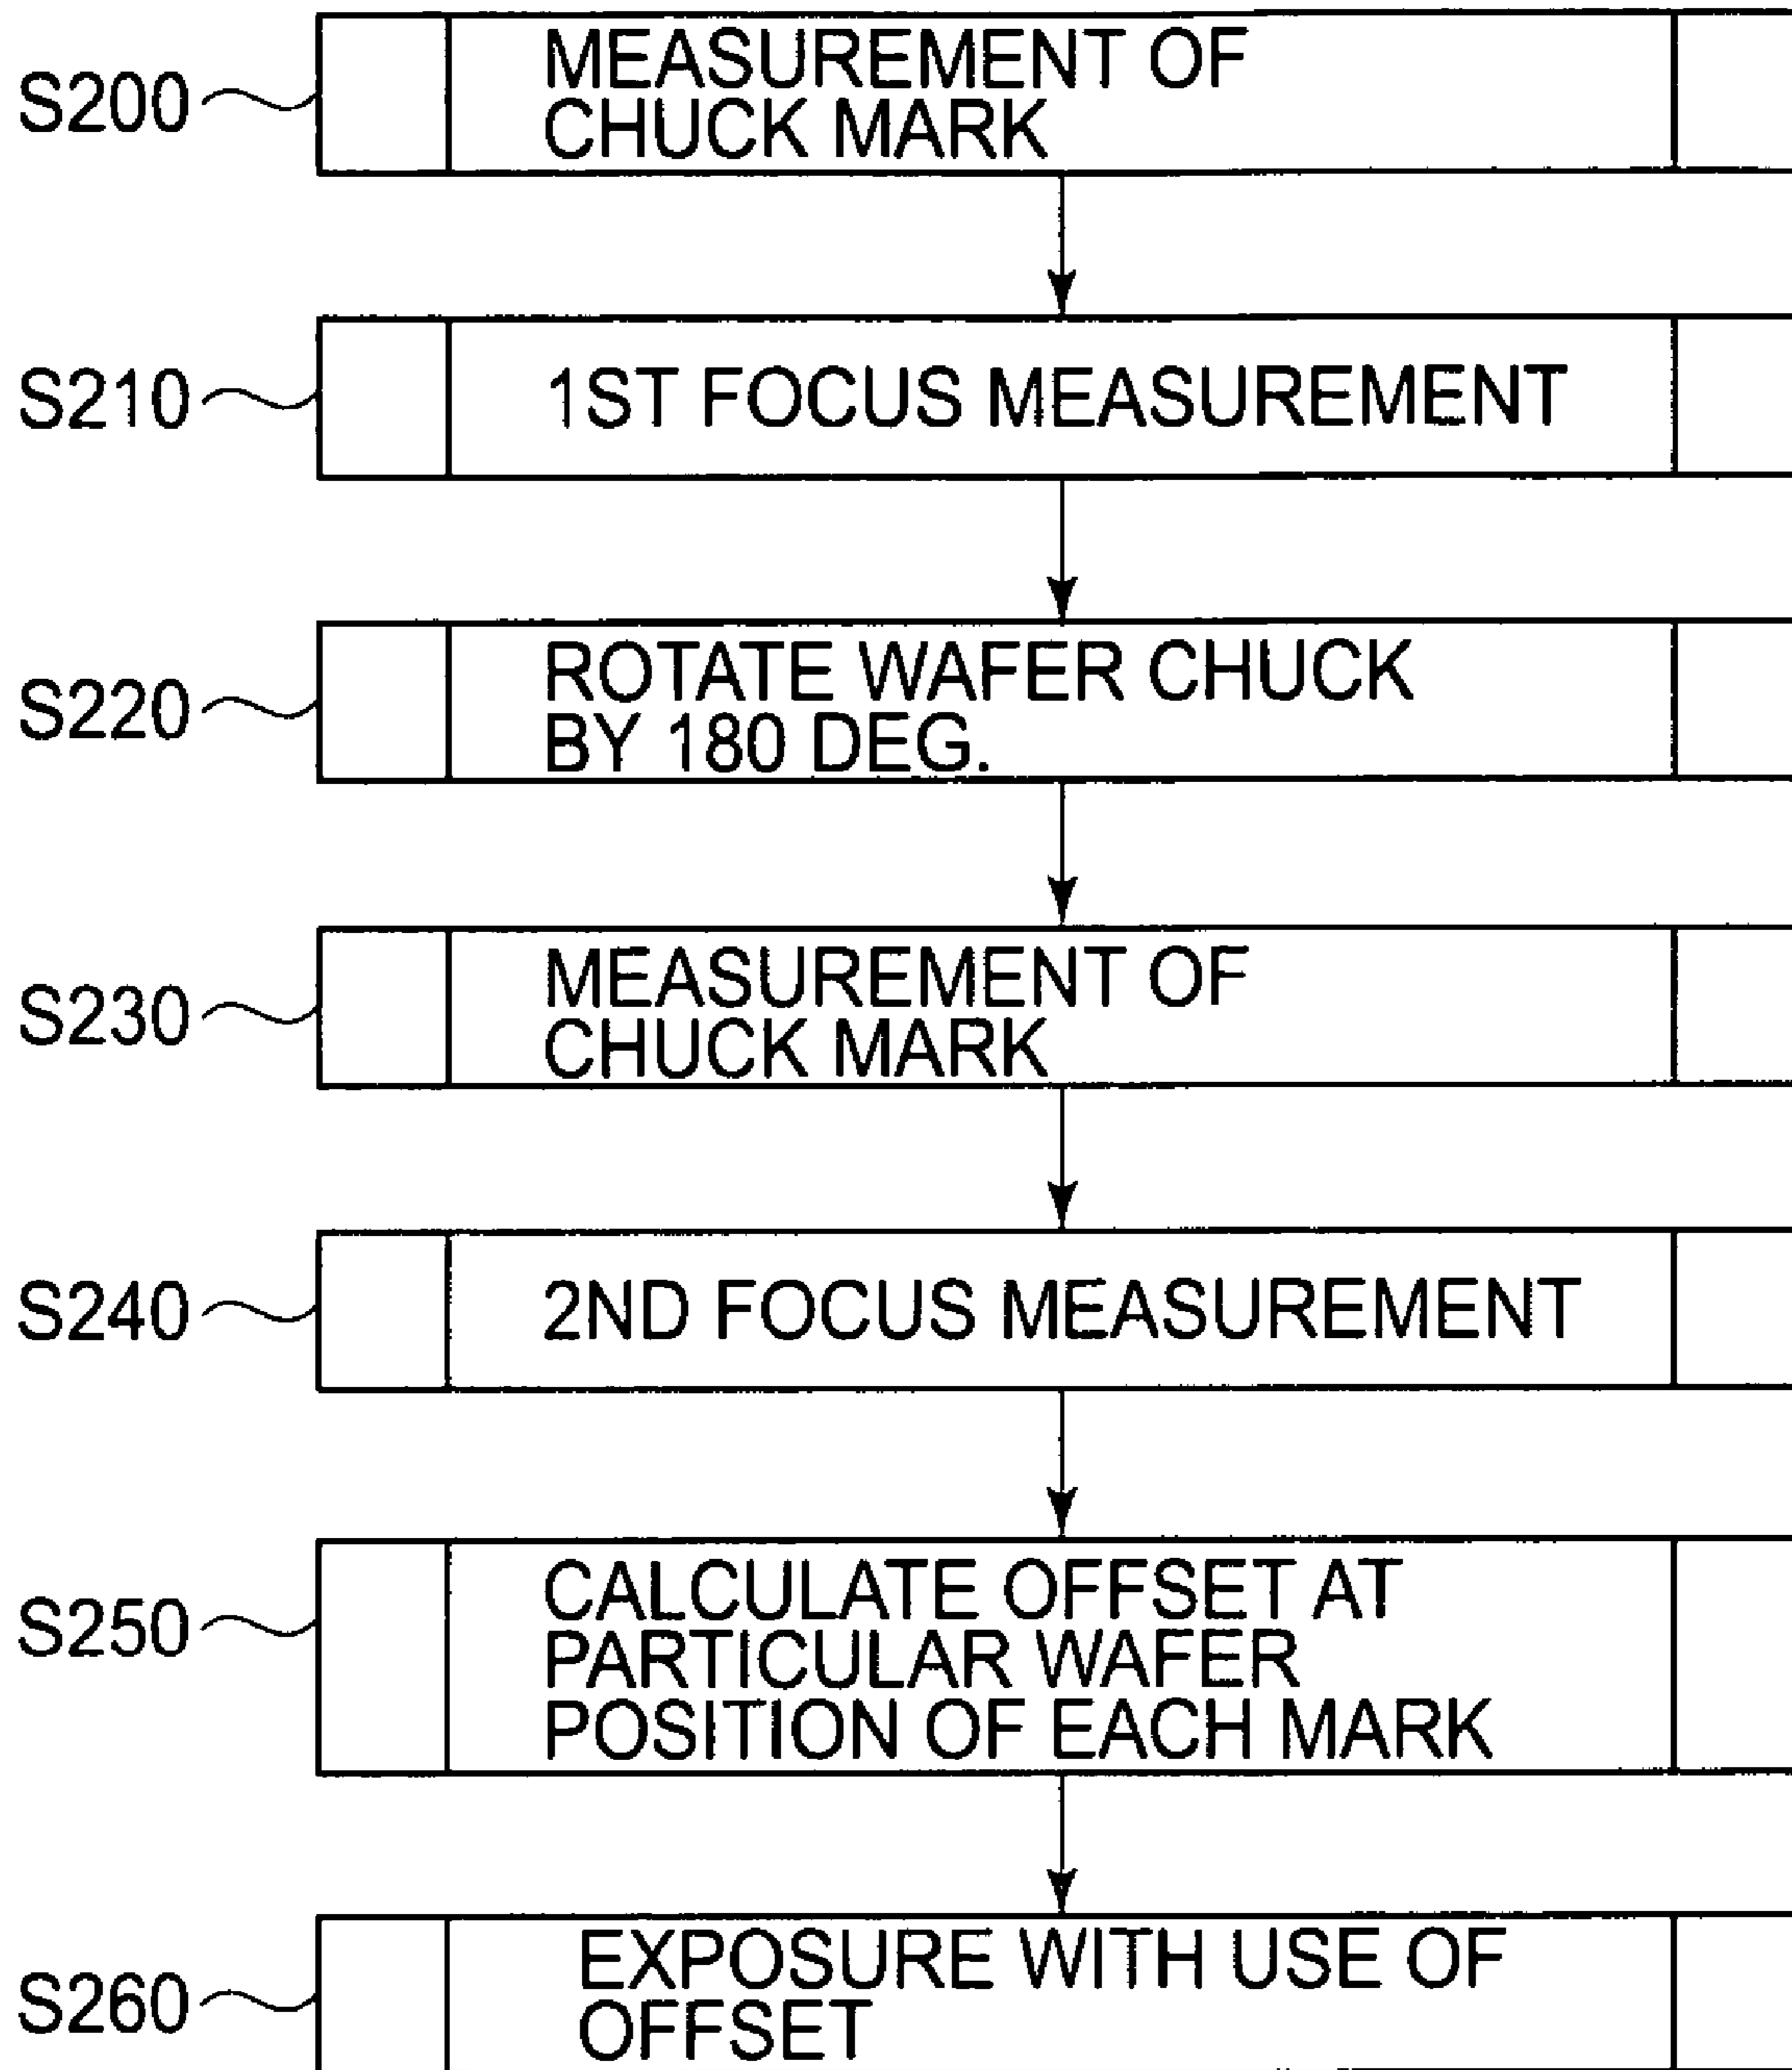 S200
MEASUREMENT OF
CHUCK MARK
S210
1ST FOCUS MEASUREMENT
S220
ROTATE WAFER CHUCK
BY 180 DEG.
S230
MEASUREMENT OF
CHUCK MARK
S240
2ND FOCUS MEASUREMENT
S250
CALCULATE OFFSET AT
PARTICULAR WAFER
POSITION OF EACH MARK
S260
EXPOSURE WITH USE OF
OFFSET